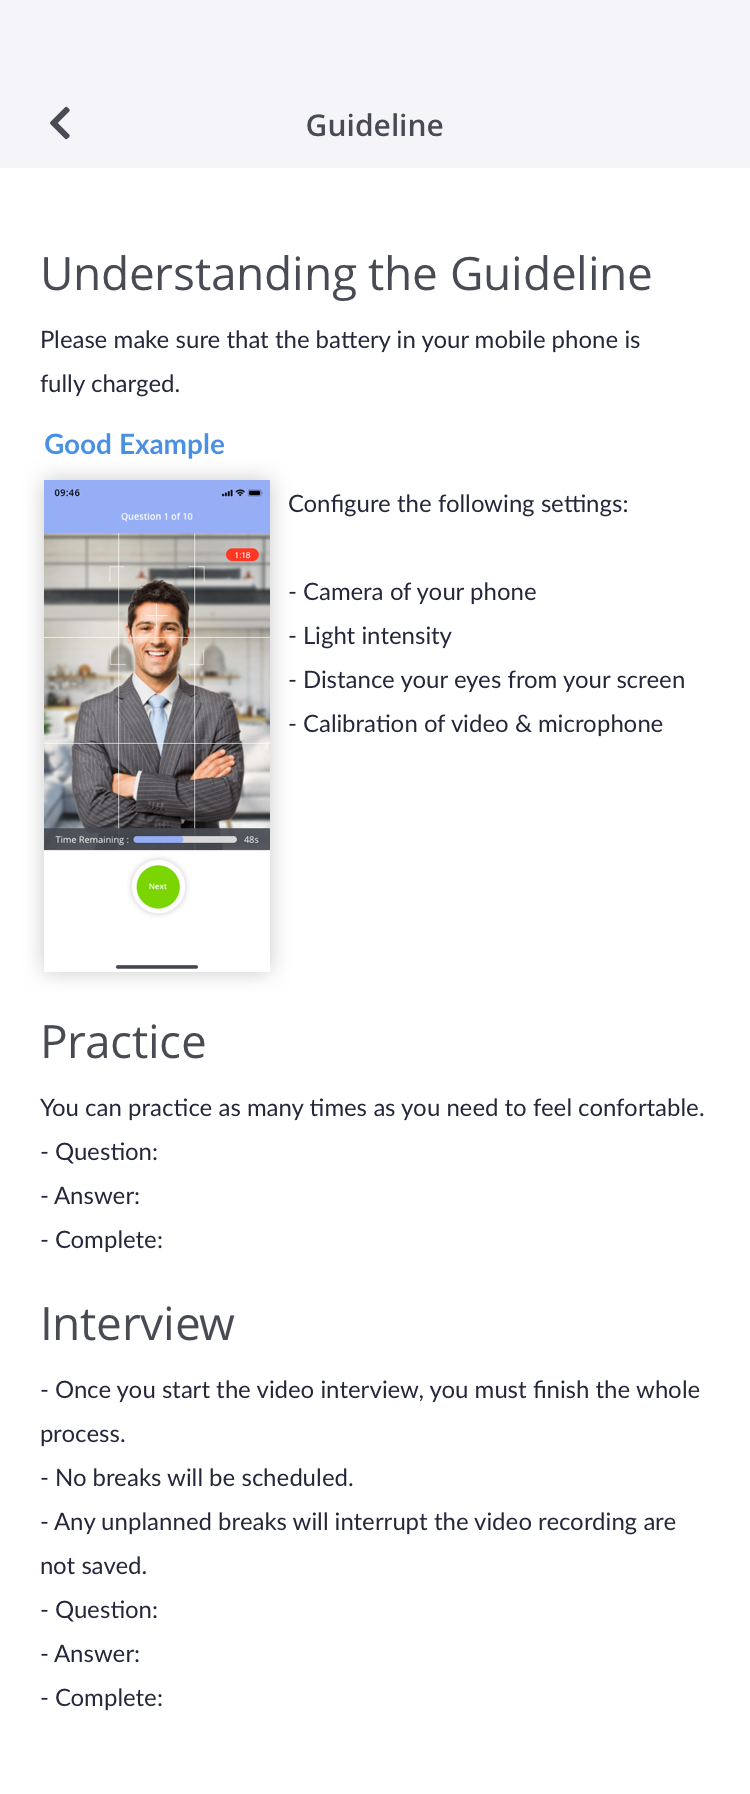 Guideline
Understanding the Guideline
Please make sure that the battery in your mobile phone is
fully charged.
Good Example
09:46
Question 1 of 10
1:18
Time Remaining :
48s
Next
Configure the following settings:
- Camera of your phone
- Light intensity
- Distance your eyes from your screen
- Calibration of video & microphone
Practice
You can practice as many times as you need to feel confortable.
- Question:
- Answer:
- Complete:
Interview
- Once you start the video interview, you must finish the whole
process.
- No breaks will be scheduled.
- Any unplanned breaks will interrupt the video recording are
not saved.
- Question:
- Answer:
- Complete: